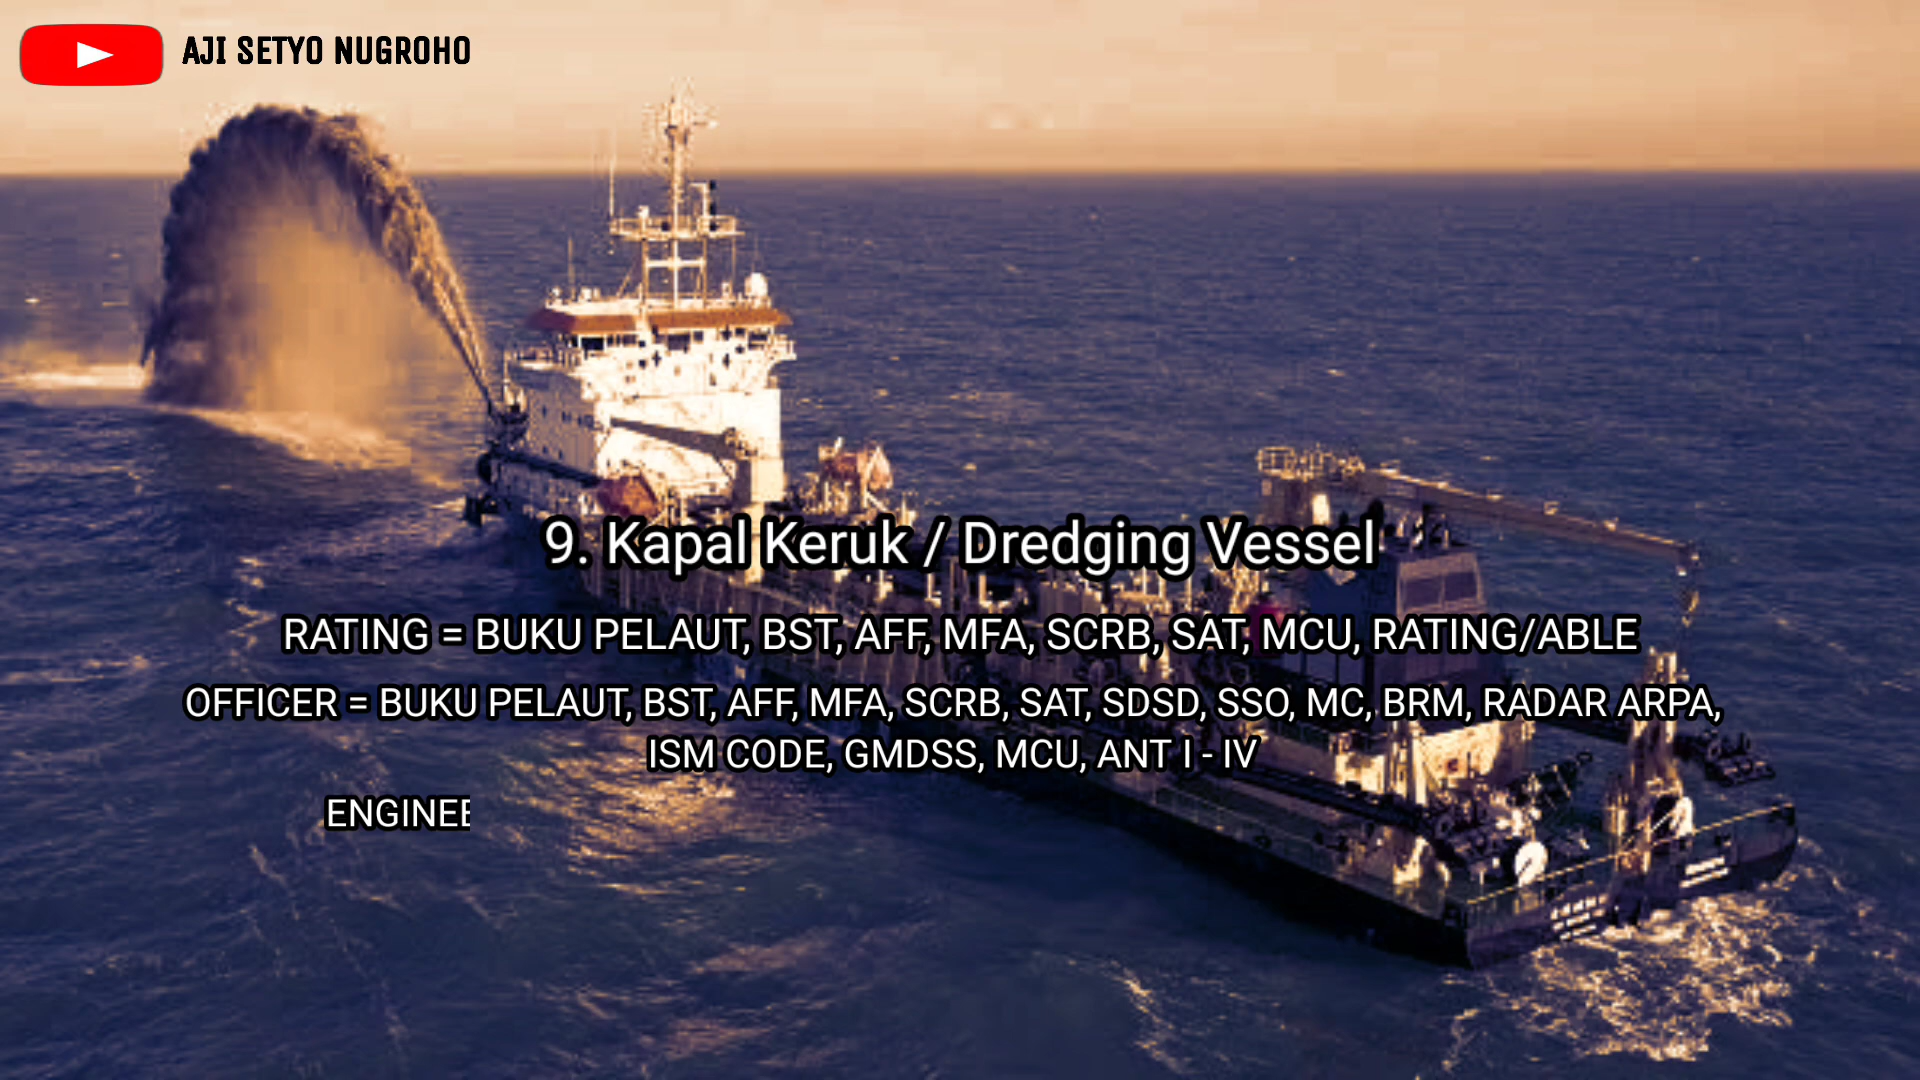 AJI SETYO NUGROHO
9. Kapal Keruk / Dredging Vessel
RATING = BUKU PELAUT, BST, AFF, MFA, SCRB, SAT, MCU, RATING/ABLE
OFFICER = BUKU PELAUT, BST, AFF, MFA, SCRB, SAT, SDSD, SSO, MC, BRM, RADAR ARPA,
ISM CODE, GMDSS, MCU, ANT I - IV
ENGINEE